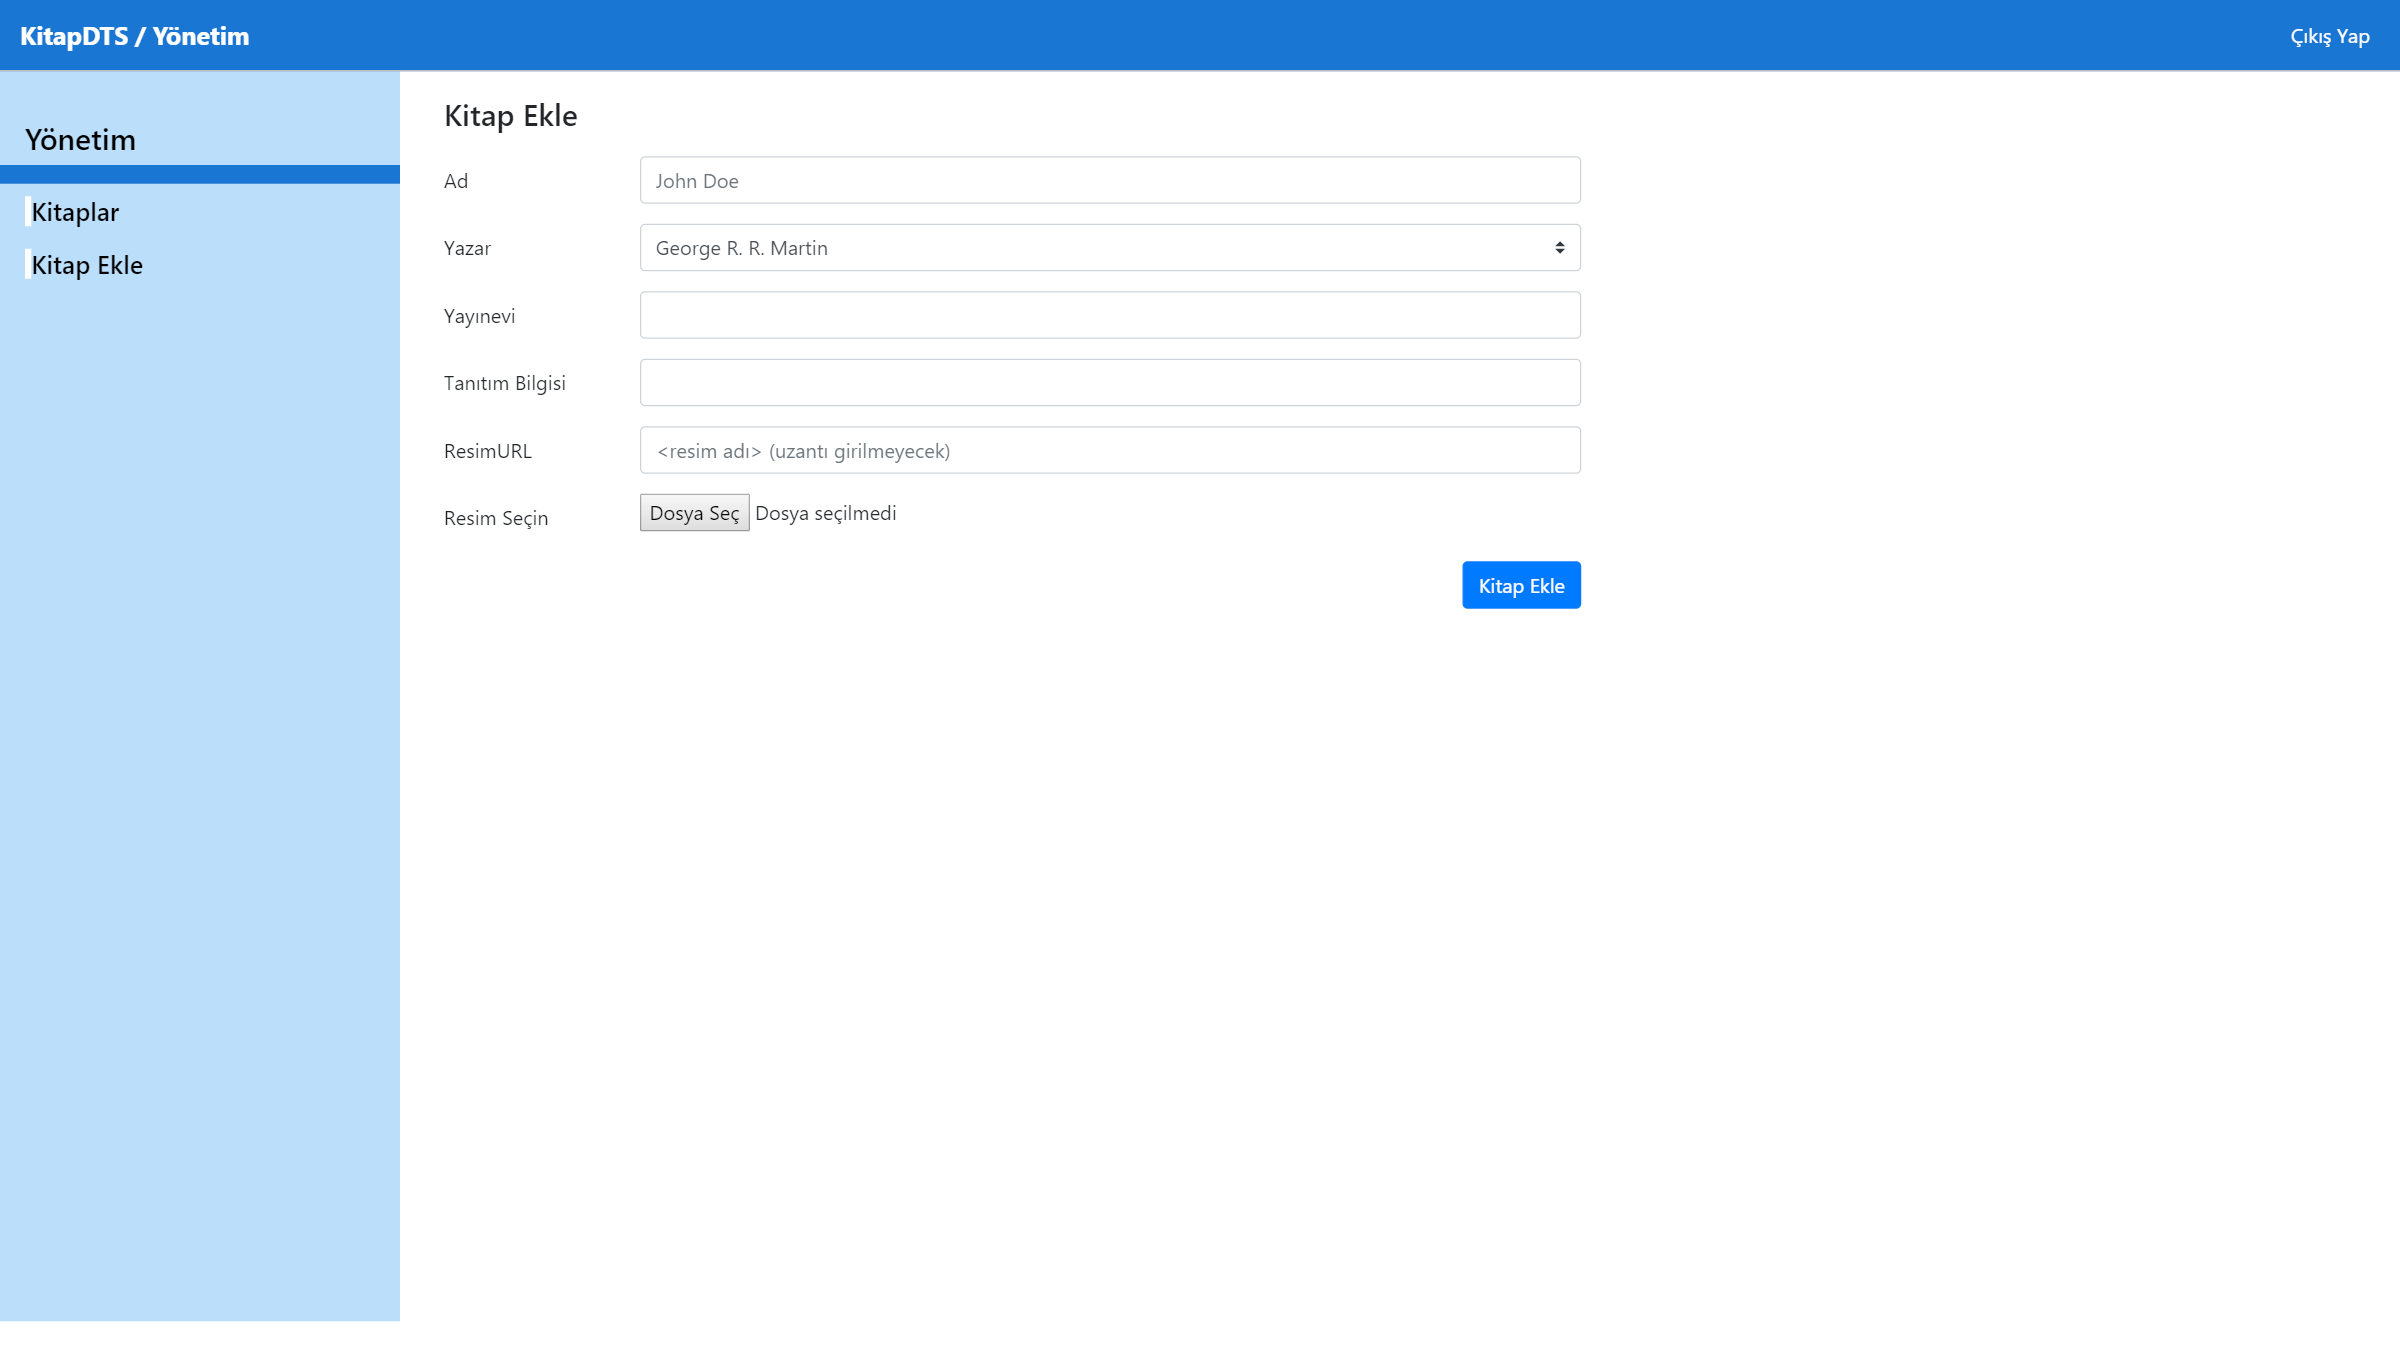 KitapDTS / Yönetim
Çıkış Yap
Yönetim
Kitaplar
Kitap Ekle
Kitap Ekle
Ad
John Doe
Yazar
George R. R. Martin
Yayınevi
Tanıtım Bilgisi
ResimURL
<resim adı> (uzantı girilmeyecek)
Resim Seçin
Dosya Seç Dosya seçilmedi
Kitap Ekle